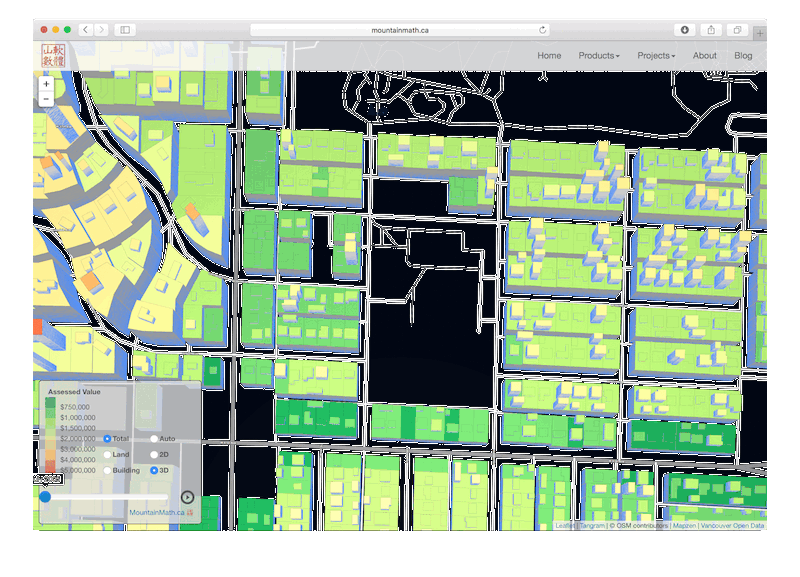 mountainmath.ca
山軟
數體
Home Products Projects About Blog
+
−
Assessed Value
$750,000
$1,000,000
$1,500,000
$2,000,000
$3,000,000
$4,000,000
$5,000,000
Total Auto
Land 2D
Building 3D
MountainMath.ca
Leaflet | Tangram | © OSM contributors | Mapzen | Vancouver Open Data